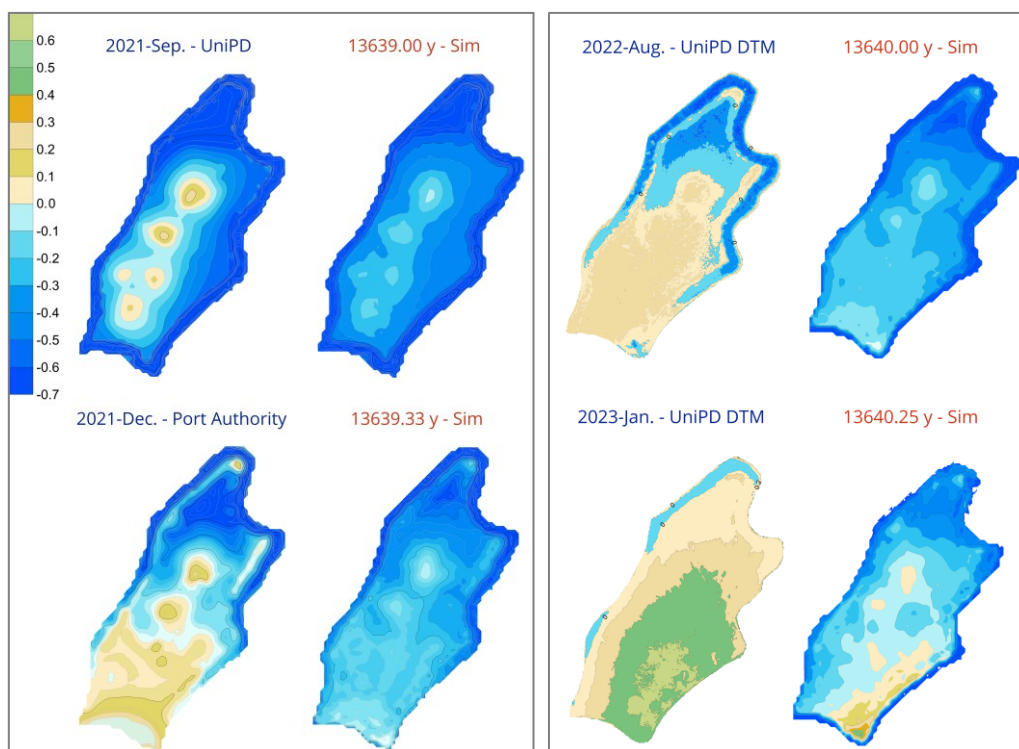 2021-Sep. - UniPD
13639.00 y - Sim
2022-Aug. - UniPD DTM
13640.00 y - Sim
0.6
0.5
0.4
0.3
0.2
0.1
0.0
-0.1
-0.2
-0.3
-0.4
-0.5
-0.6
-0.7
2021-Dec. - Port Authority
13639.33 y - Sim
2023-Jan. - UniPD DTM
13640.25 y - Sim